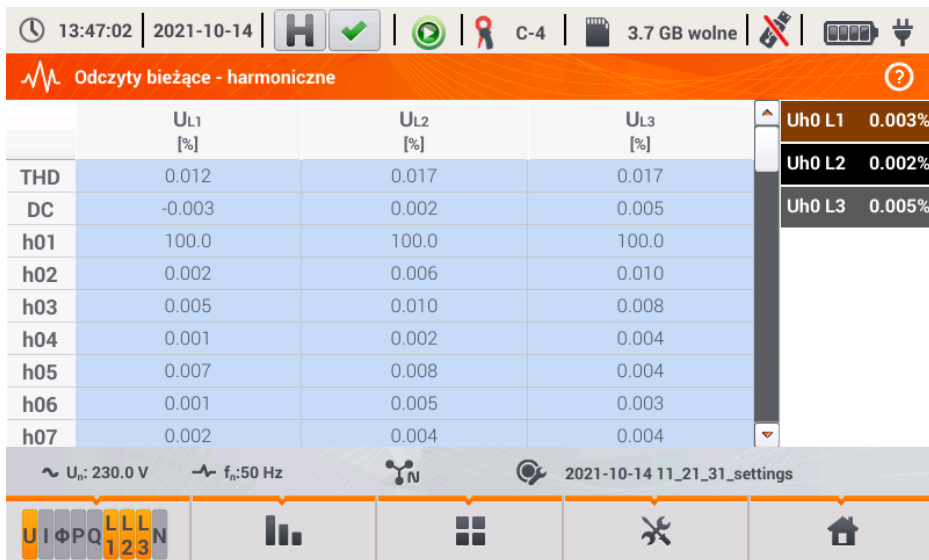 13:47:02 2021-10-14 H C-4 3.7 GB wolne
Odczyty bieżące - harmoniczne ?
UL1 UL2 UL3
[%] [%] [%]
THD 0.012 0.017 0.017
DC -0.003 0.002 0.005
h01 100.0 100.0 100.0
h02 0.002 0.006 0.010
h03 0.005 0.010 0.008
h04 0.001 0.002 0.004
h05 0.007 0.008 0.004
h06 0.001 0.005 0.003
h07 0.002 0.004 0.004
Uh0 L1 0.003%
Uh0 L2 0.002%
Uh0 L3 0.005%
Un: 230.0 V fn:50 Hz N 2021-10-14 11_21_31_settings
U I Φ P Q L1 L2 L3 N